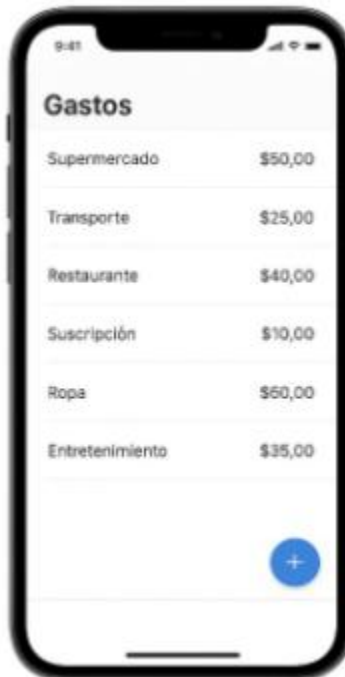 9:41
Gastos
Supermercado $50,00
Transporte $25,00
Restaurante $40,00
Suscripción $10,00
Ropa $60,00
Entretenimiento $35,00
+